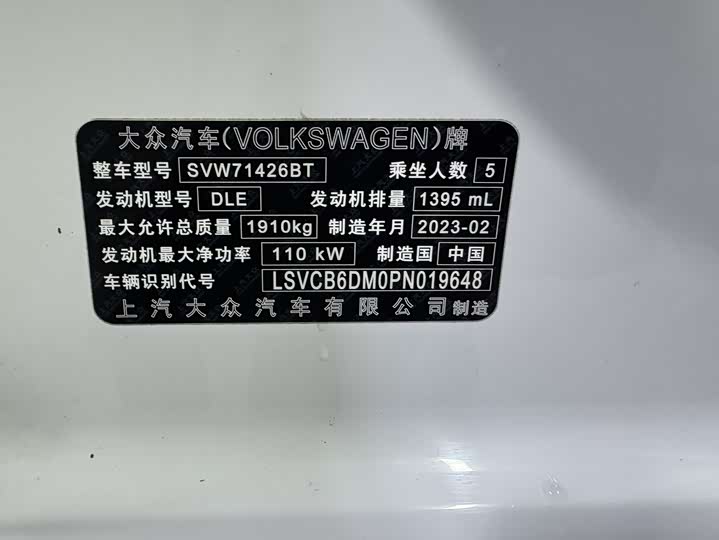 大众汽车(VOLKSWAGEN)牌
整车型号 SVW71426BT 乘坐人数 5
发动机型号 DLE 发动机排量 1395 mL
最大允许总质量 1910kg 制造年月 2023-02
发动机最大净功率 110 kW 制造国 中国
车辆识别代号 LSVCB6DM0PN019648
上汽大众汽车有限公司制造